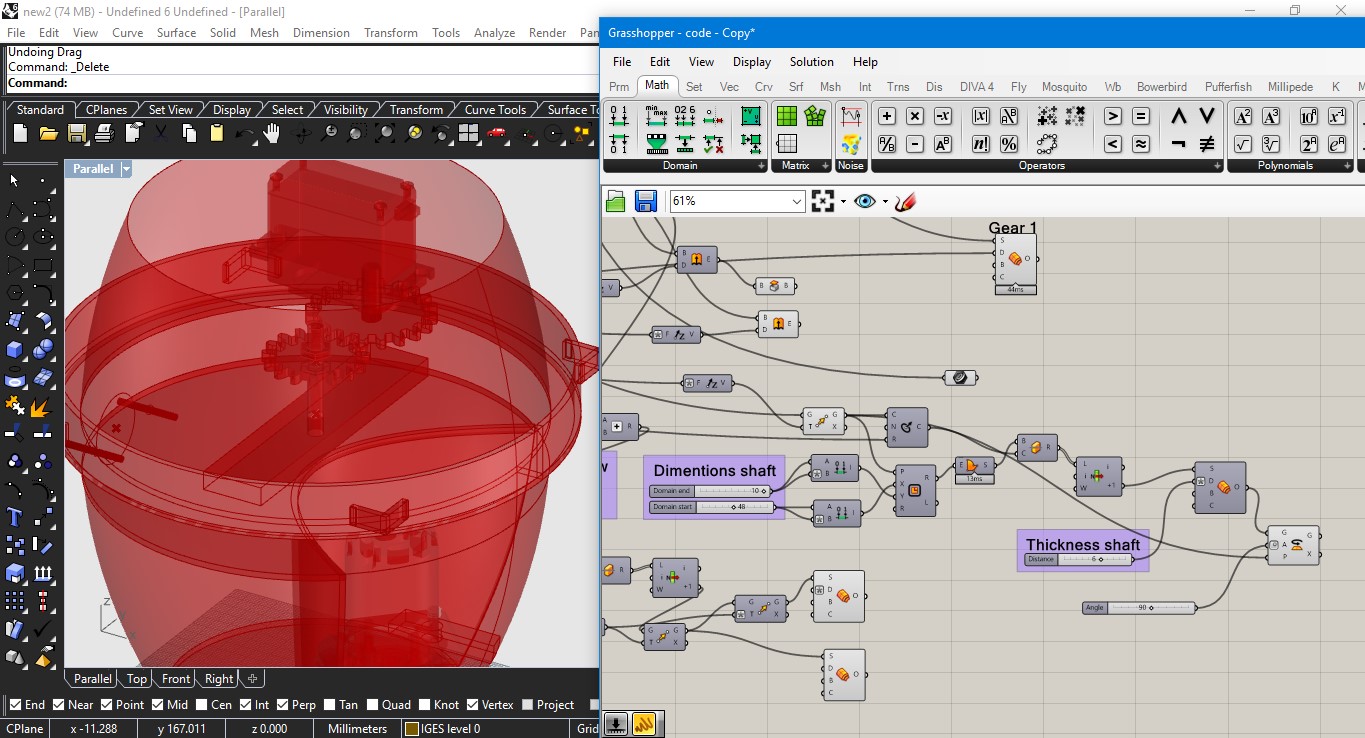 new2 (74 MB) - Undefined 6 Undefined - [Parallel]
File Edit View Curve Surface Solid Mesh Dimension Transform Tools Analyze Render Pan
Undoing Drag
Command: _Delete
Command:
Standard CPlanes Set View Display Select Visibility Transform Curve Tools Surface To
Parallel
Grasshopper - code - Copy*
File Edit View Display Solution Help
Prm Math Set Vec Crv Srf Msh Int Trns Dis DIVA 4 Fly Mosquito Wb Bowerbird Pufferfish Millipede K
Domain Matrix Noise Operators Polynomials
61%
Gear 1
S
D
B
C
O
44ms
B
D
E
V
B B
B
D
E
F V
F V
G G
T X
C
N
R
C
A
B
R
w
Dimentions shaft
Domain end 10
Domain start 48
A
B
I
A
B
I
P
X
Y
R
R
L
E S
13ms
B
C
R
L
W
i
+1
S
D
B
C
O
G
A
P
G
X
Thickness shaft
Distance 6
Angle 90
R
L
W
i
+1
G G
T X
G G
T X
S
D
B
C
O
S
D
B
C
O
z
Parallel Top Front Right
End Near Point Mid Cen Int Perp Tan Quad Knot Vertex Project
CPlane x -11.288 y 167.011 z 0.000 Millimeters IGES level 0 Grid